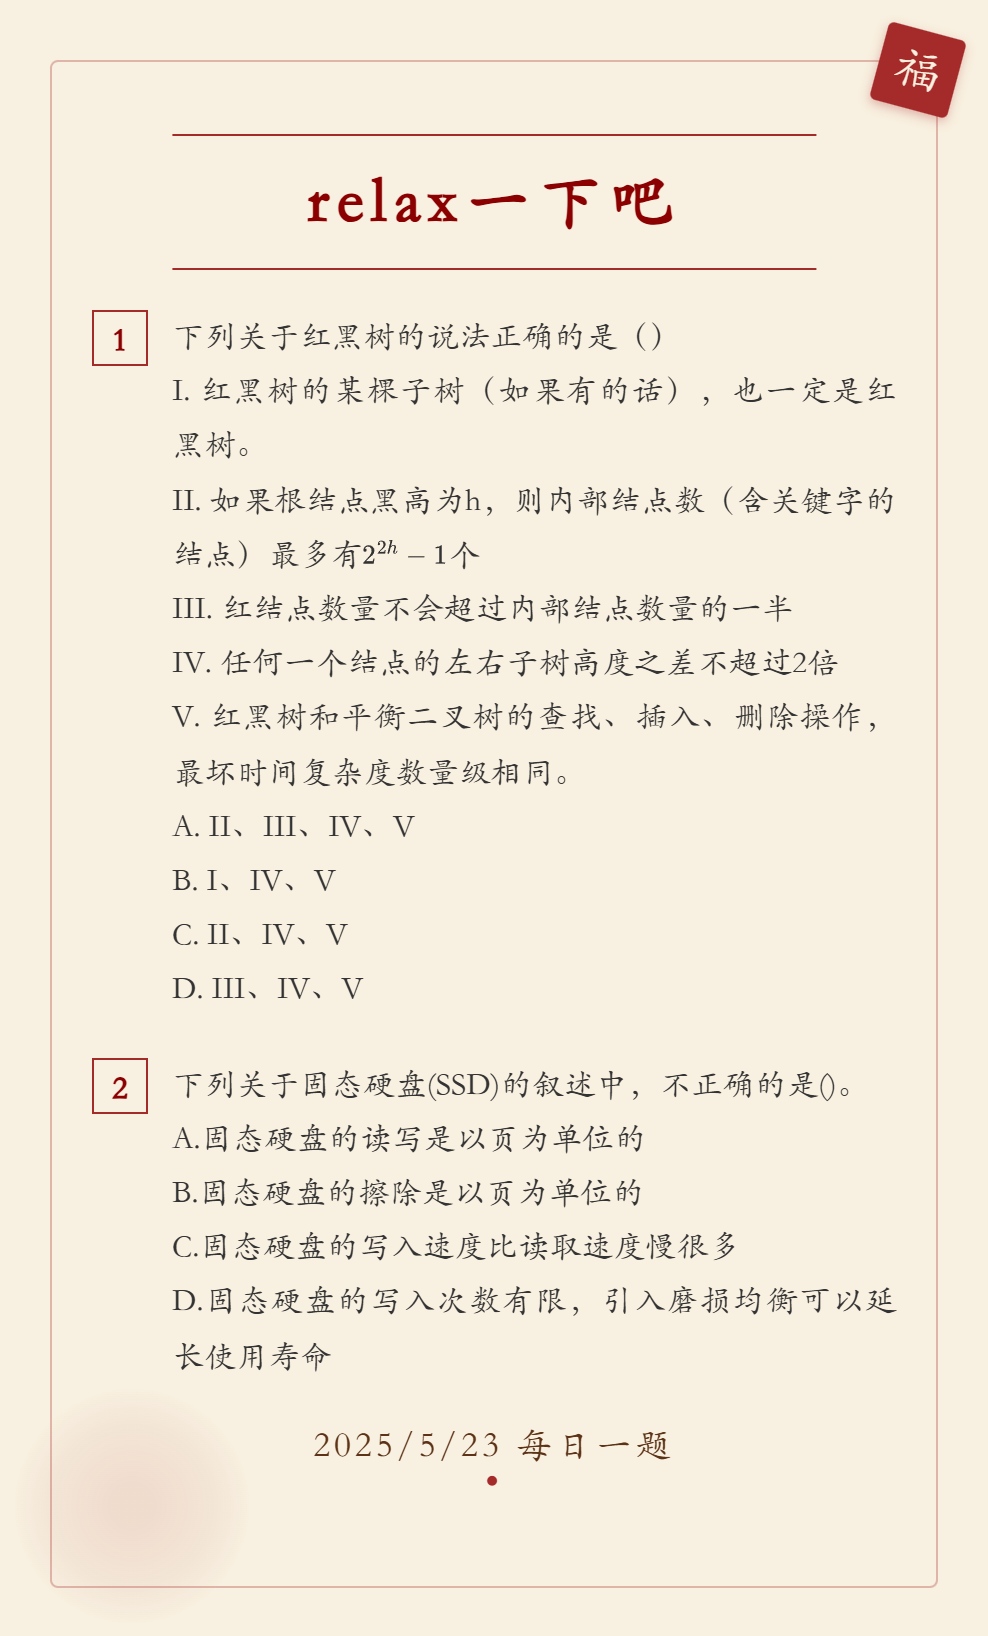 福
relax一下吧
1
下列关于红黑树的说法正确的是（）
I. 红黑树的某棵子树（如果有的话），也一定是红
黑树。
II. 如果根结点黑高为h，则内部结点数（含关键字的
结点）最多有$2^{2h}-1$个
III. 红结点数量不会超过内部结点数量的一半
IV. 任何一个结点的左右子树高度之差不超过2倍
V. 红黑树和平衡二叉树的查找、插入、删除操作，
最坏时间复杂度数量级相同。
A. II、III、IV、V
B. I、IV、V
C. II、IV、V
D. III、IV、V
2
下列关于固态硬盘(SSD)的叙述中，不正确的是()。
A.固态硬盘的读写是以页为单位的
B.固态硬盘的擦除是以页为单位的
C.固态硬盘的写入速度比读取速度慢很多
D.固态硬盘的写入次数有限，引入磨损均衡可以延
长使用寿命
2025/5/23 每日一题